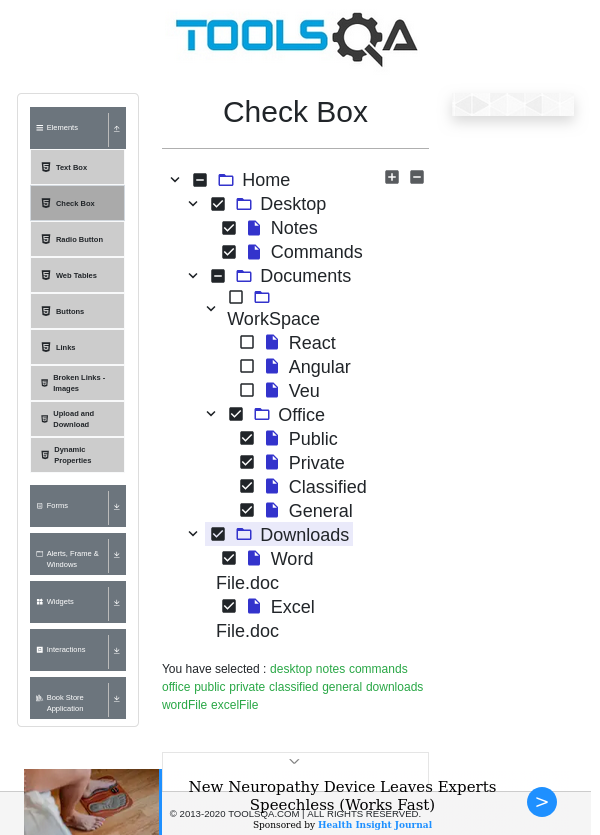 TOOLSQA
Elements
Text Box
Check Box
Radio Button
Web Tables
Buttons
Links
Broken Links -
Images
Upload and
Download
Dynamic
Properties
Forms
Alerts, Frame &
Windows
Widgets
Interactions
Book Store
Application
Check Box
Home
Desktop
Notes
Commands
Documents
WorkSpace
React
Angular
Veu
Office
Public
Private
Classified
General
Downloads
Word
File.doc
Excel
File.doc
You have selected : desktop notes commands
office public private classified general downloads
wordFile excelFile
New Neuropathy Device Leaves Experts
Speechless (Works Fast)
© 2013-2020 TOOLSQA.COM | ALL RIGHTS RESERVED.
Sponsored by Health Insight Journal